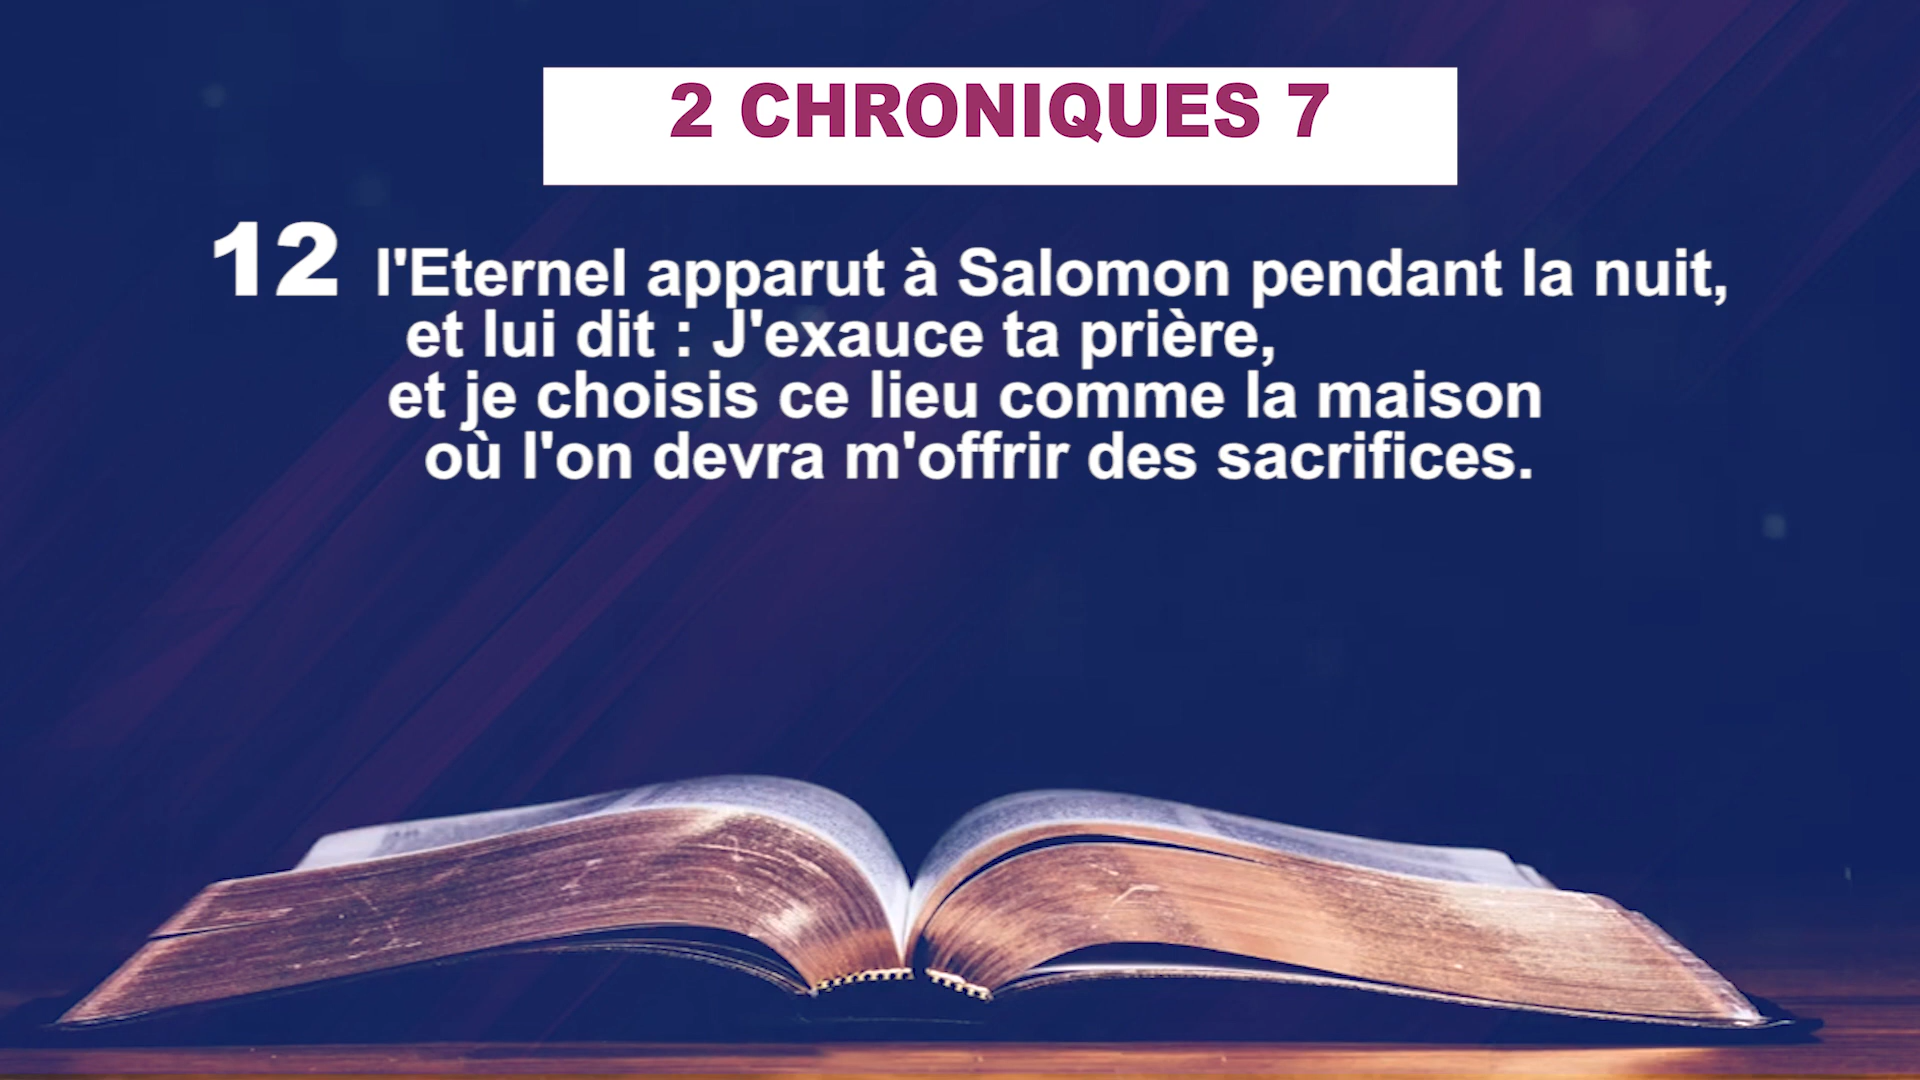 2 CHRONIQUES 7
12 l'Eternel apparut à Salomon pendant la nuit,
et lui dit : J'exauce ta prière,
et je choisis ce lieu comme la maison
où l'on devra m'offrir des sacrifices.